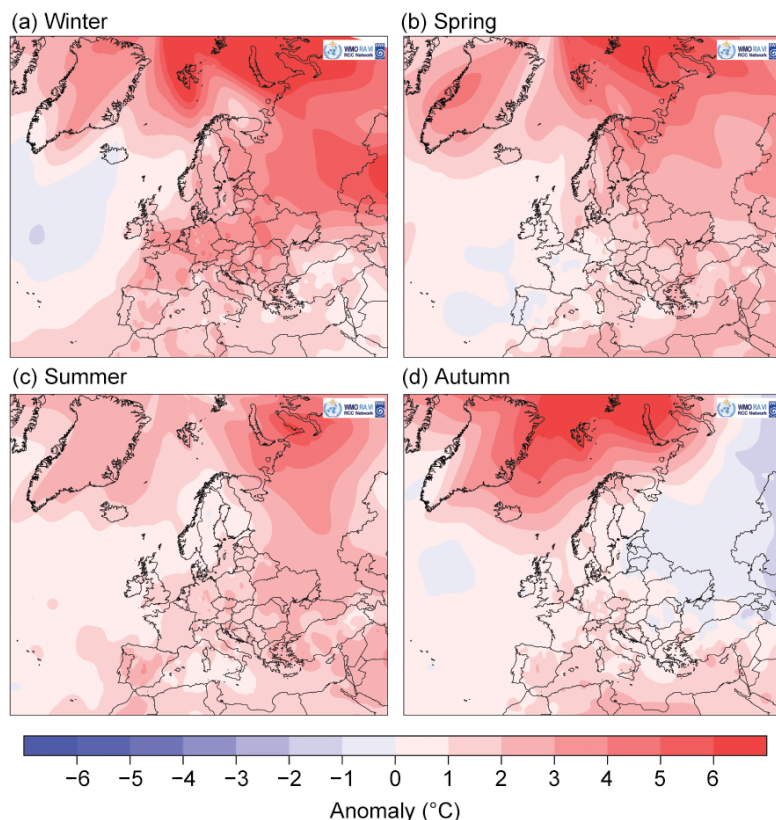 (a) Winter
(b) Spring
WMO RA VI
RCC Network
WMO RA VI
RCC Network
(c) Summer
(d) Autumn
WMO RA VI
RCC Network
WMO RA VI
RCC Network
−6 −5 −4 −3 −2 −1 0 1 2 3 4 5 6
Anomaly (°C)